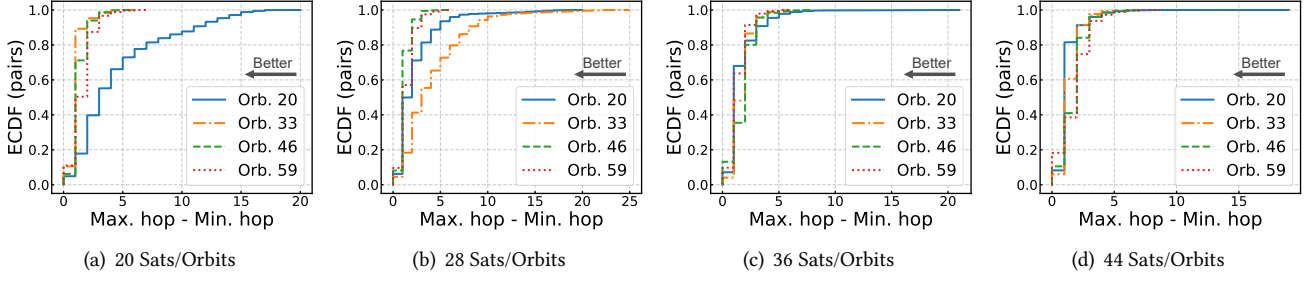 ECDF (pairs)
1.0
0.8
0.6
0.4
0.2
0.0
Better
Orb. 20
Orb. 33
Orb. 46
Orb. 59
0 5 10 15 20
Max. hop - Min. hop
(a) 20 Sats/Orbits
ECDF (pairs)
1.0
0.8
0.6
0.4
0.2
0.0
Better
Orb. 20
Orb. 33
Orb. 46
Orb. 59
0 5 10 15 20 25
Max. hop - Min. hop
(b) 28 Sats/Orbits
ECDF (pairs)
1.0
0.8
0.6
0.4
0.2
0.0
Better
Orb. 20
Orb. 33
Orb. 46
Orb. 59
0 5 10 15 20
Max. hop - Min. hop
(c) 36 Sats/Orbits
ECDF (pairs)
1.0
0.8
0.6
0.4
0.2
0.0
Better
Orb. 20
Orb. 33
Orb. 46
Orb. 59
0 5 10 15
Max. hop - Min. hop
(d) 44 Sats/Orbits